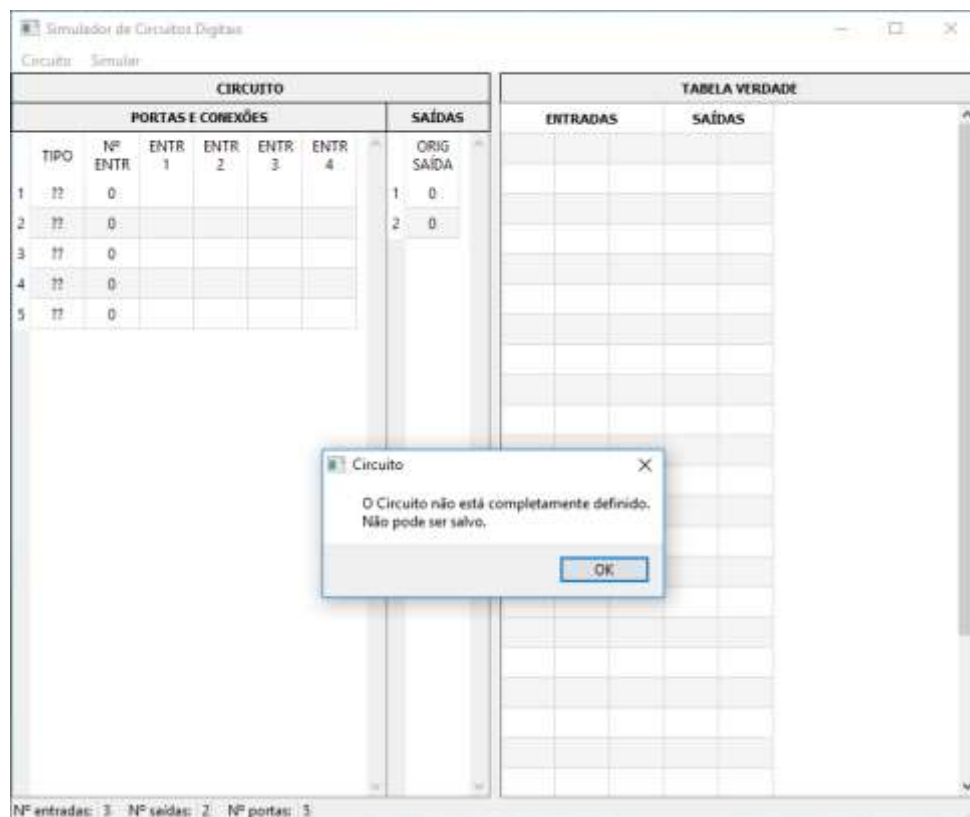 Simulador de Circuitos Digitais
Circuito Simular
CIRCUITO
TABELA VERDADE
PORTAS E CONEXÕES
SAÍDAS
ENTRADAS
SAÍDAS
TIPO Nº ENTR ENTR 1 ENTR 2 ENTR 3 ENTR 4
ORIG SAÍDA
1 ?? 0
1 0
2 ?? 0
2 0
3 ?? 0
4 ?? 0
5 ?? 0
Circuito
O Circuito não está completamente definido.
Não pode ser salvo.
OK
Nº entradas: 3 Nº saídas: 2 Nº portas: 5